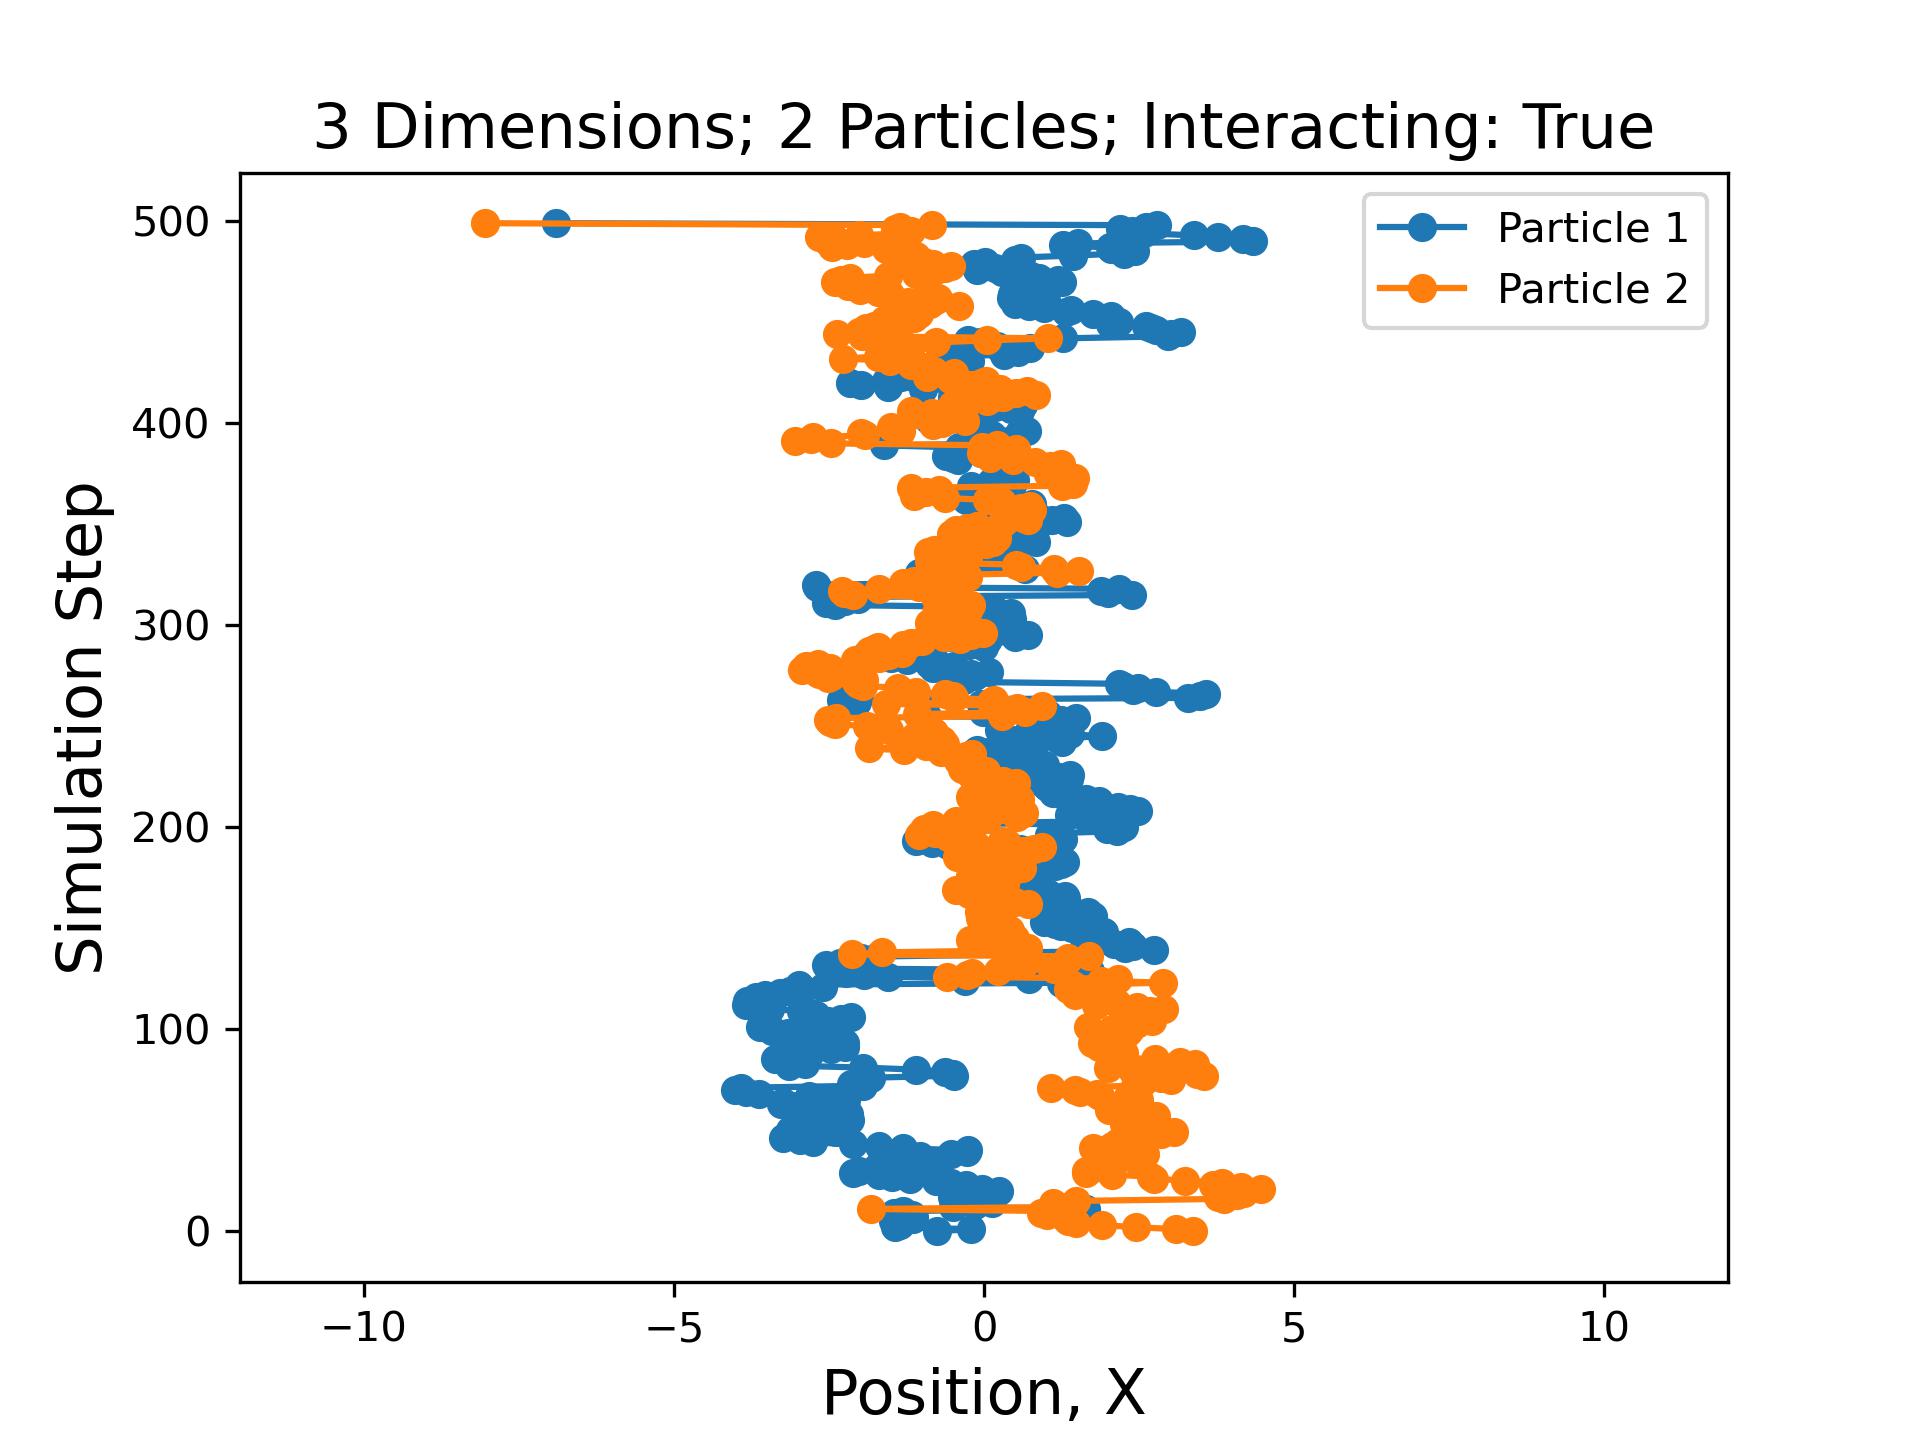 3 Dimensions; 2 Particles; Interacting: True
Particle 1
Particle 2
500
400
300
200
100
0
Simulation Step
−10 −5 0 5 10
Position, X